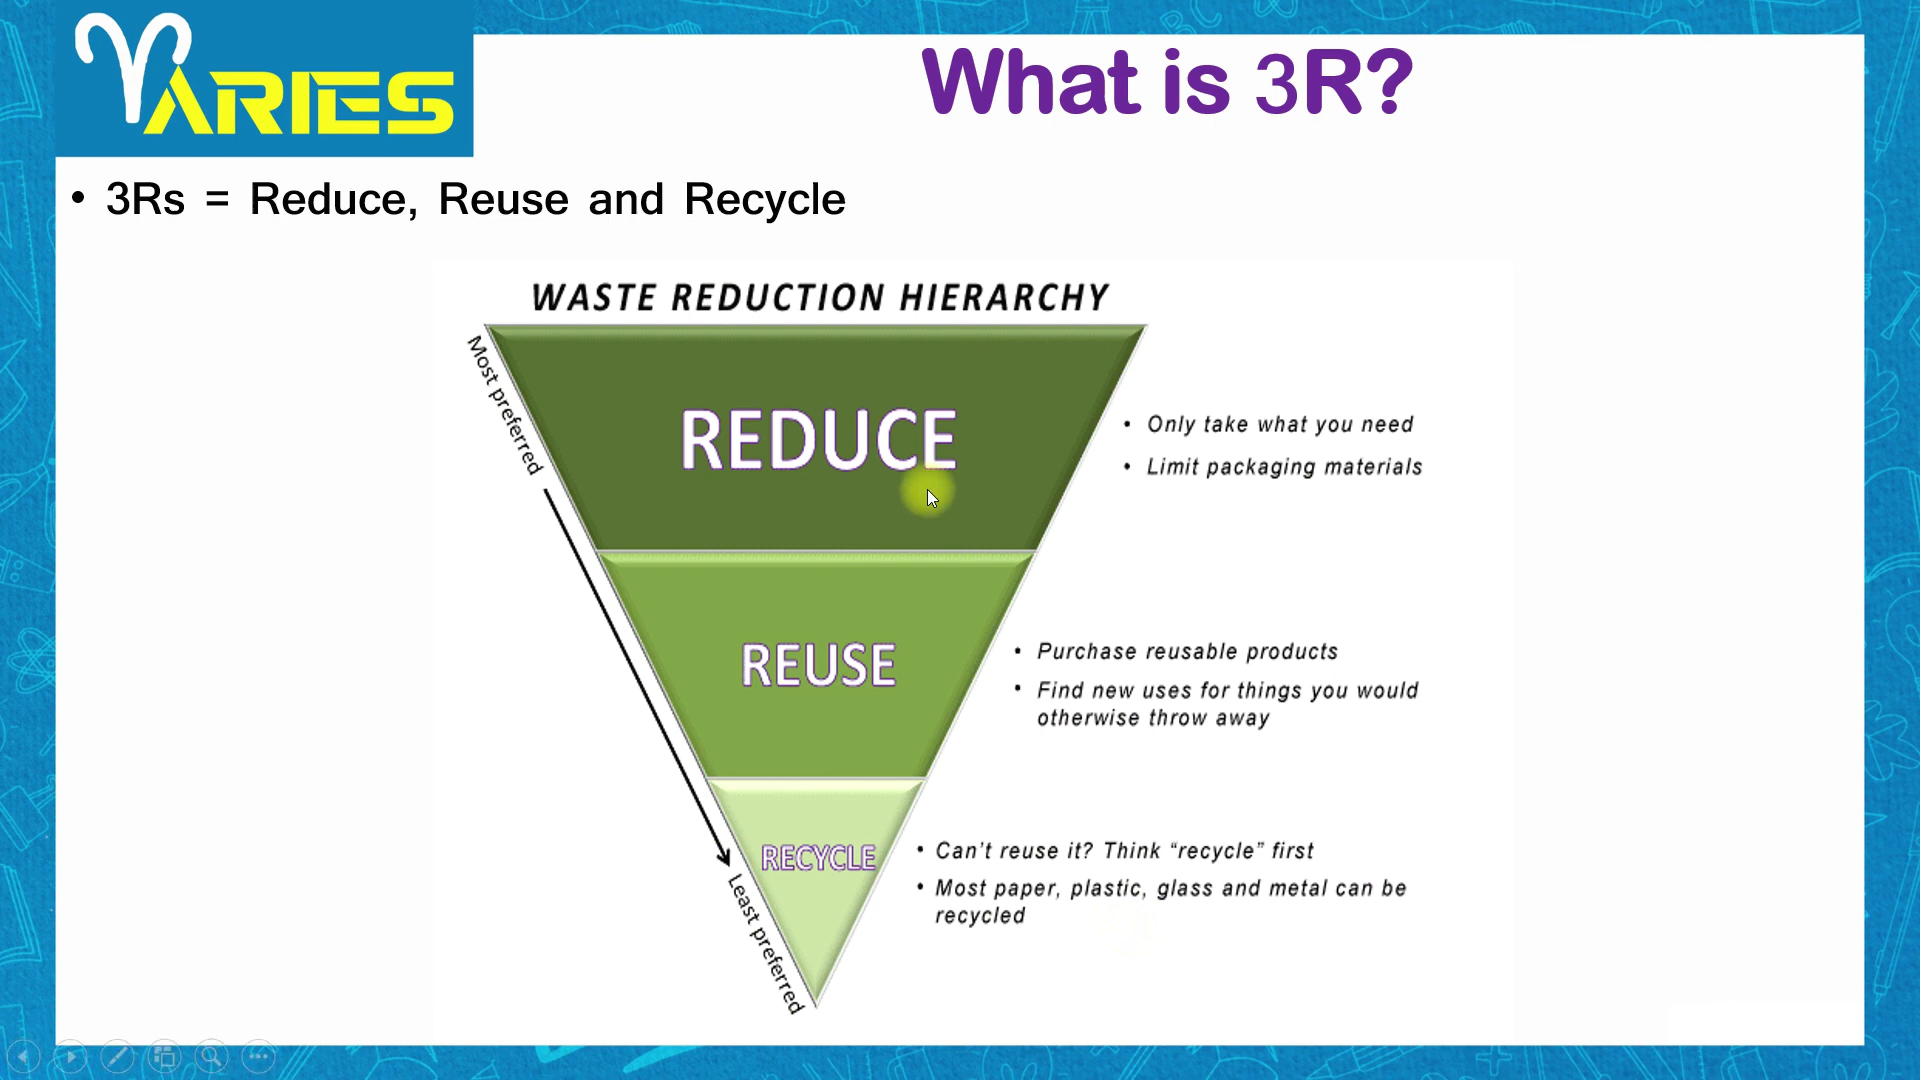 ARIES
What is 3R?
• 3Rs = Reduce, Reuse and Recycle
WASTE REDUCTION HIERARCHY
Most preferred
REDUCE
• Only take what you need
• Limit packaging materials
REUSE
• Purchase reusable products
• Find new uses for things you would
otherwise throw away
RECYCLE
• Can't reuse it? Think “recycle” first
• Most paper, plastic, glass and metal can be
recycled
Least preferred